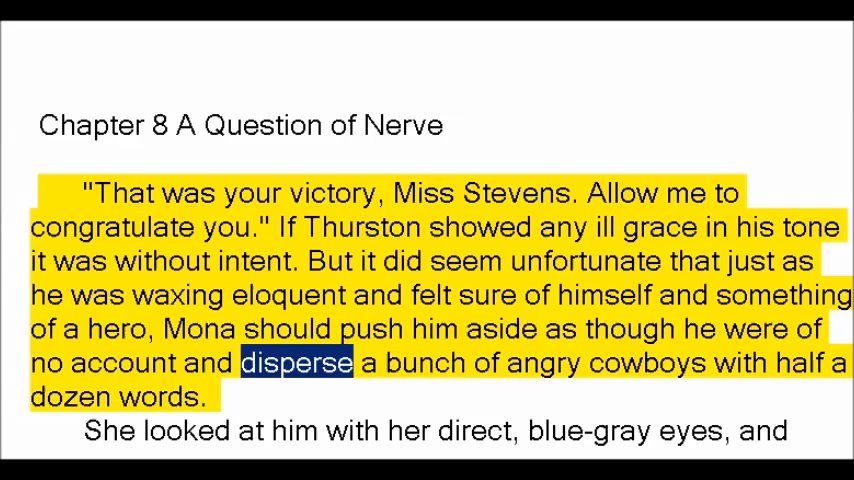 Chapter 8 A Question of Nerve
"That was your victory, Miss Stevens. Allow me to
congratulate you." If Thurston showed any ill grace in his tone
it was without intent. But it did seem unfortunate that just as
he was waxing eloquent and felt sure of himself and something
of a hero, Mona should push him aside as though he were of
no account and disperse a bunch of angry cowboys with half a
dozen words.
She looked at him with her direct, blue-gray eyes, and